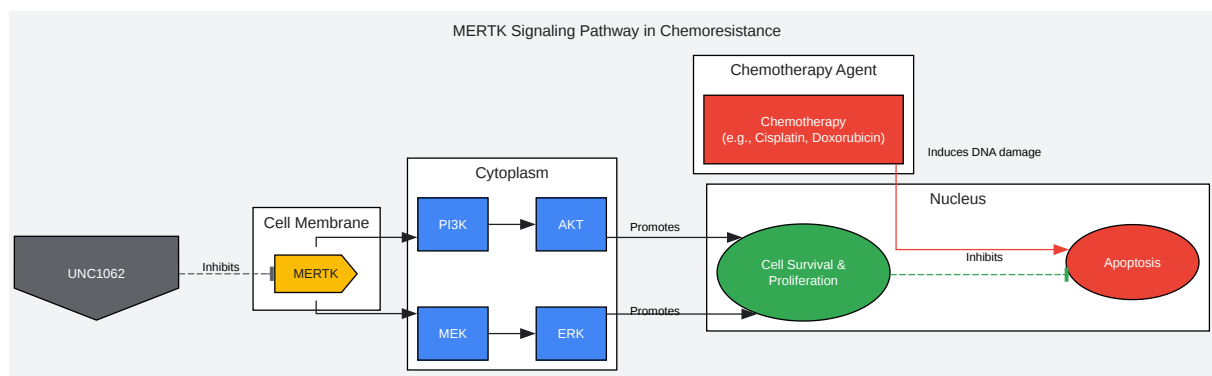 MERTK Signaling Pathway in Chemoresistance
Chemotherapy Agent
Chemotherapy
(e.g., Cisplatin, Doxorubicin)
Induces DNA damage
Cytoplasm
Nucleus
Cell Membrane
PI3K
AKT
Promotes
UNC1062
Inhibits
MERTK
Cell Survival &
Proliferation
Inhibits
Apoptosis
MEK
ERK
Promotes